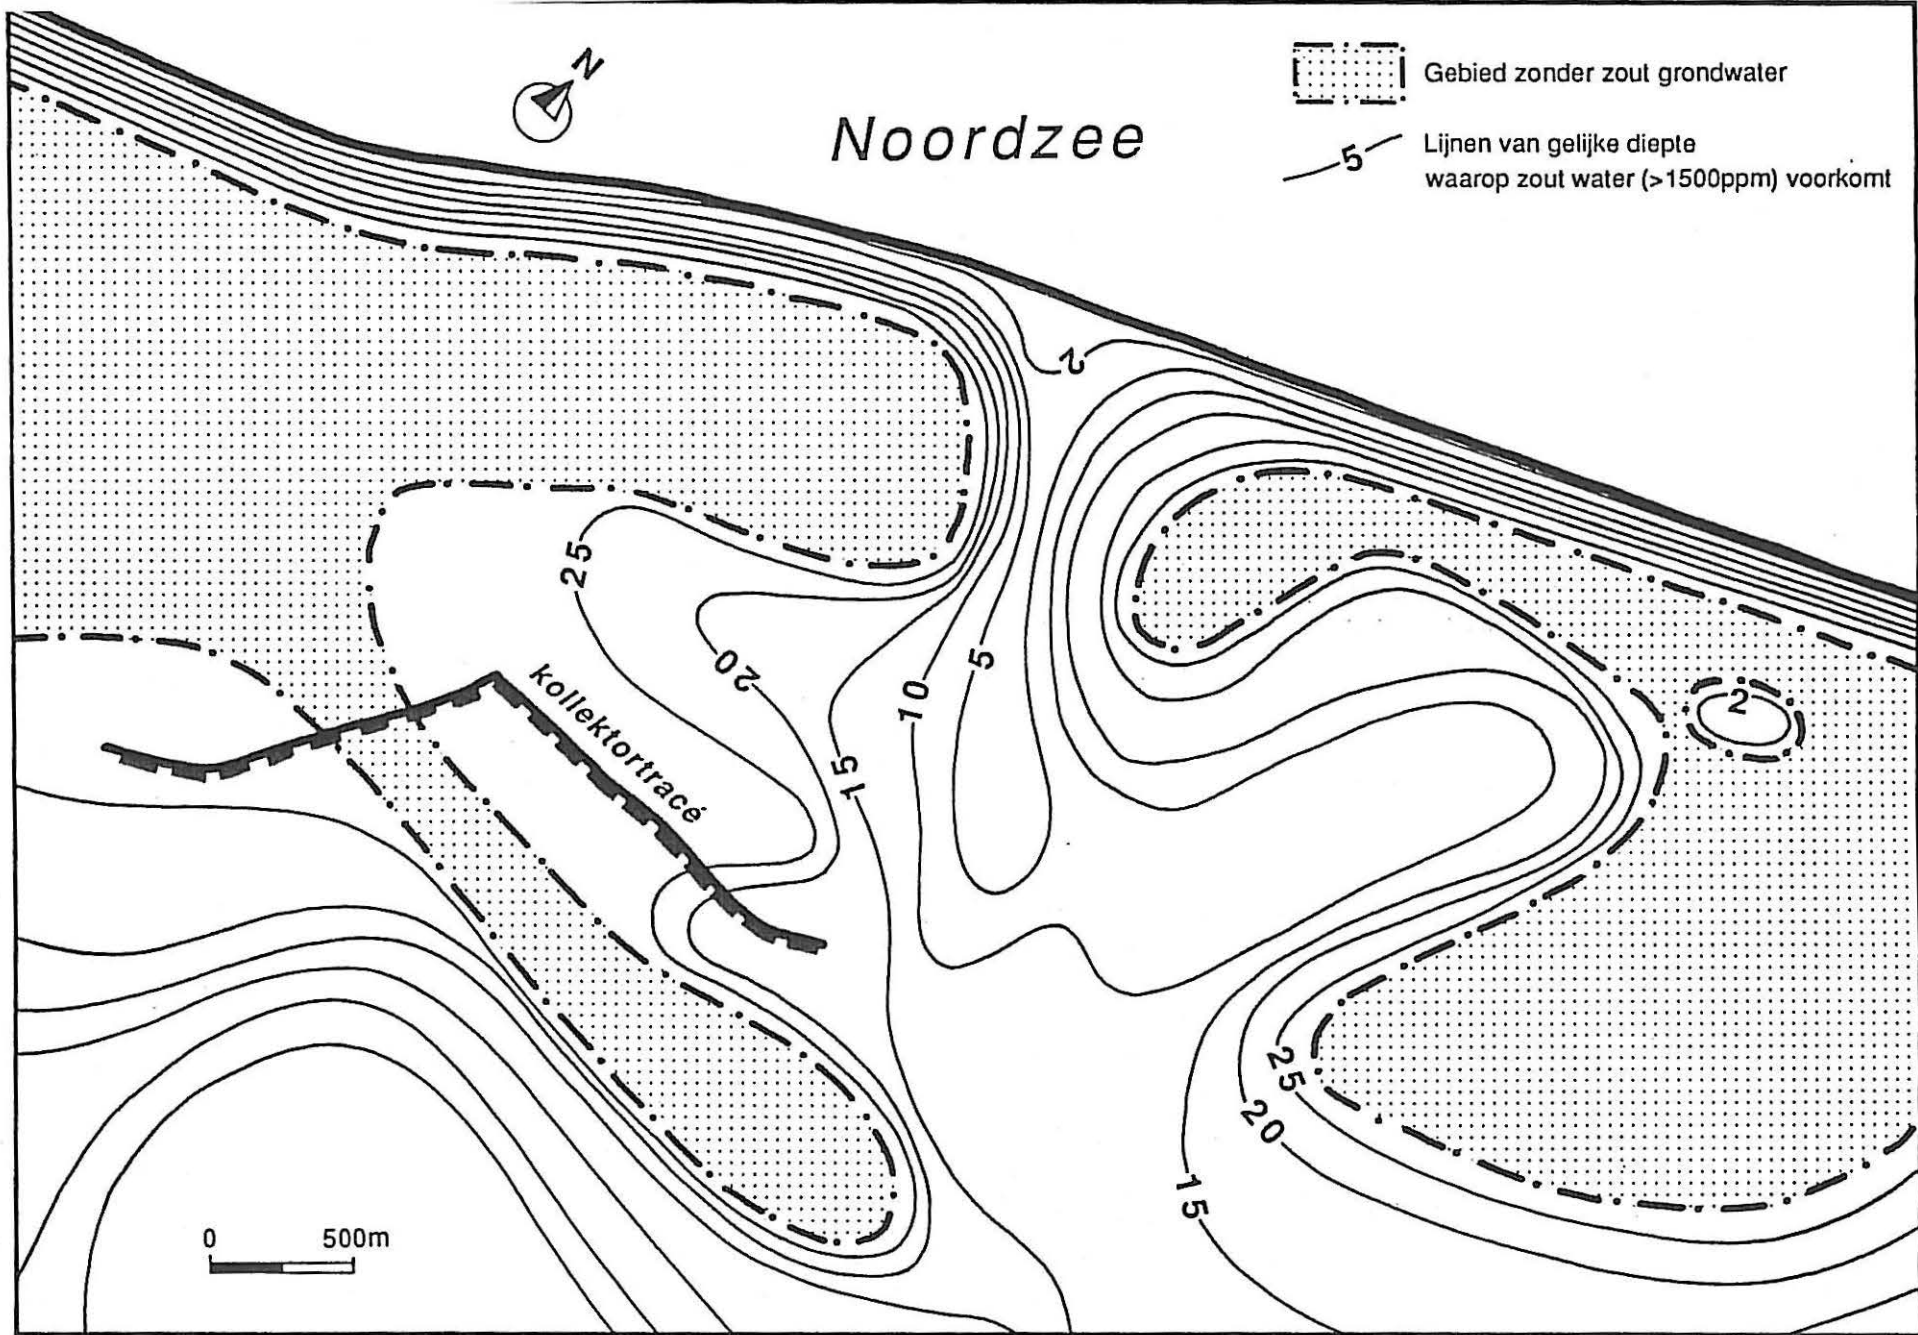 N
Noordzee
Gebied zonder zout grondwater
5
Lijnen van gelijke diepte
waarop zout water (>1500ppm) voorkomt
2
25
20
5
10
15
2
kollektortracé
25
20
15
0 500m